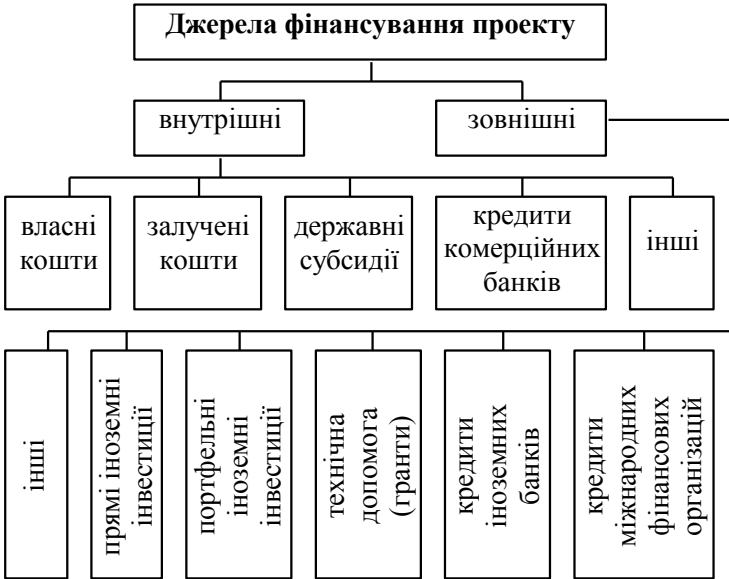 Джерела фінансування проекту
внутрішні
зовнішні
власні
кошти
залучені
кошти
державні
субсидії
кредити
комерційних
банків
інші
інші
прямі іноземні
інвестиції
портфельні
іноземні
інвестиції
технічна
допомога
(гранти)
кредити
іноземних
банків
кредити
міжнародних
фінансових
організацій